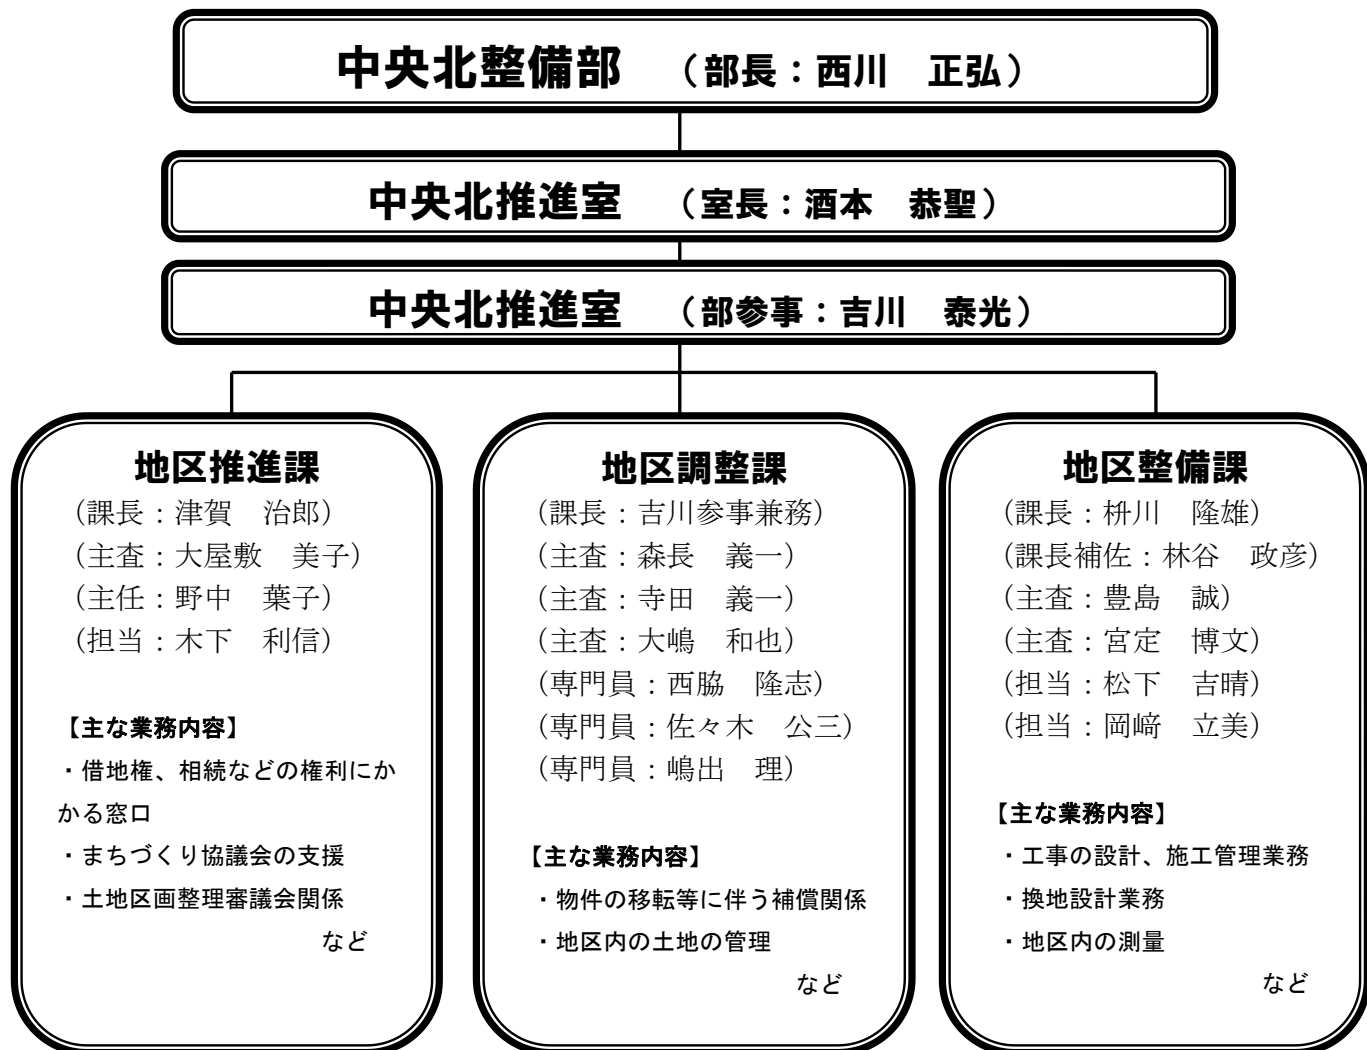 中央北整備部　（部長：西川　正弘）
中央北推進室　（室長：酒本　恭聖）
中央北推進室　（部参事：吉川　泰光）
地区推進課
（課長：津賀　治郎）
（主査：大屋敷　美子）
（主任：野中　葉子）
（担当：木下　利信）
【主な業務内容】
・借地権、相続などの権利にか
かる窓口
・まちづくり協議会の支援
・土地区画整理審議会関係
など
地区調整課
（課長：吉川参事兼務）
（主査：森長　義一）
（主査：寺田　義一）
（主査：大嶋　和也）
（専門員：西脇　隆志）
（専門員：佐々木　公三）
（専門員：嶋出　理）
【主な業務内容】
・物件の移転等に伴う補償関係
・地区内の土地の管理
など
地区整備課
（課長：枡川　隆雄）
（課長補佐：林谷　政彦）
（主査：豊島　誠）
（主査：宮定　博文）
（担当：松下　吉晴）
（担当：岡﨑　立美）
【主な業務内容】
・工事の設計、施工管理業務
・換地設計業務
・地区内の測量
など